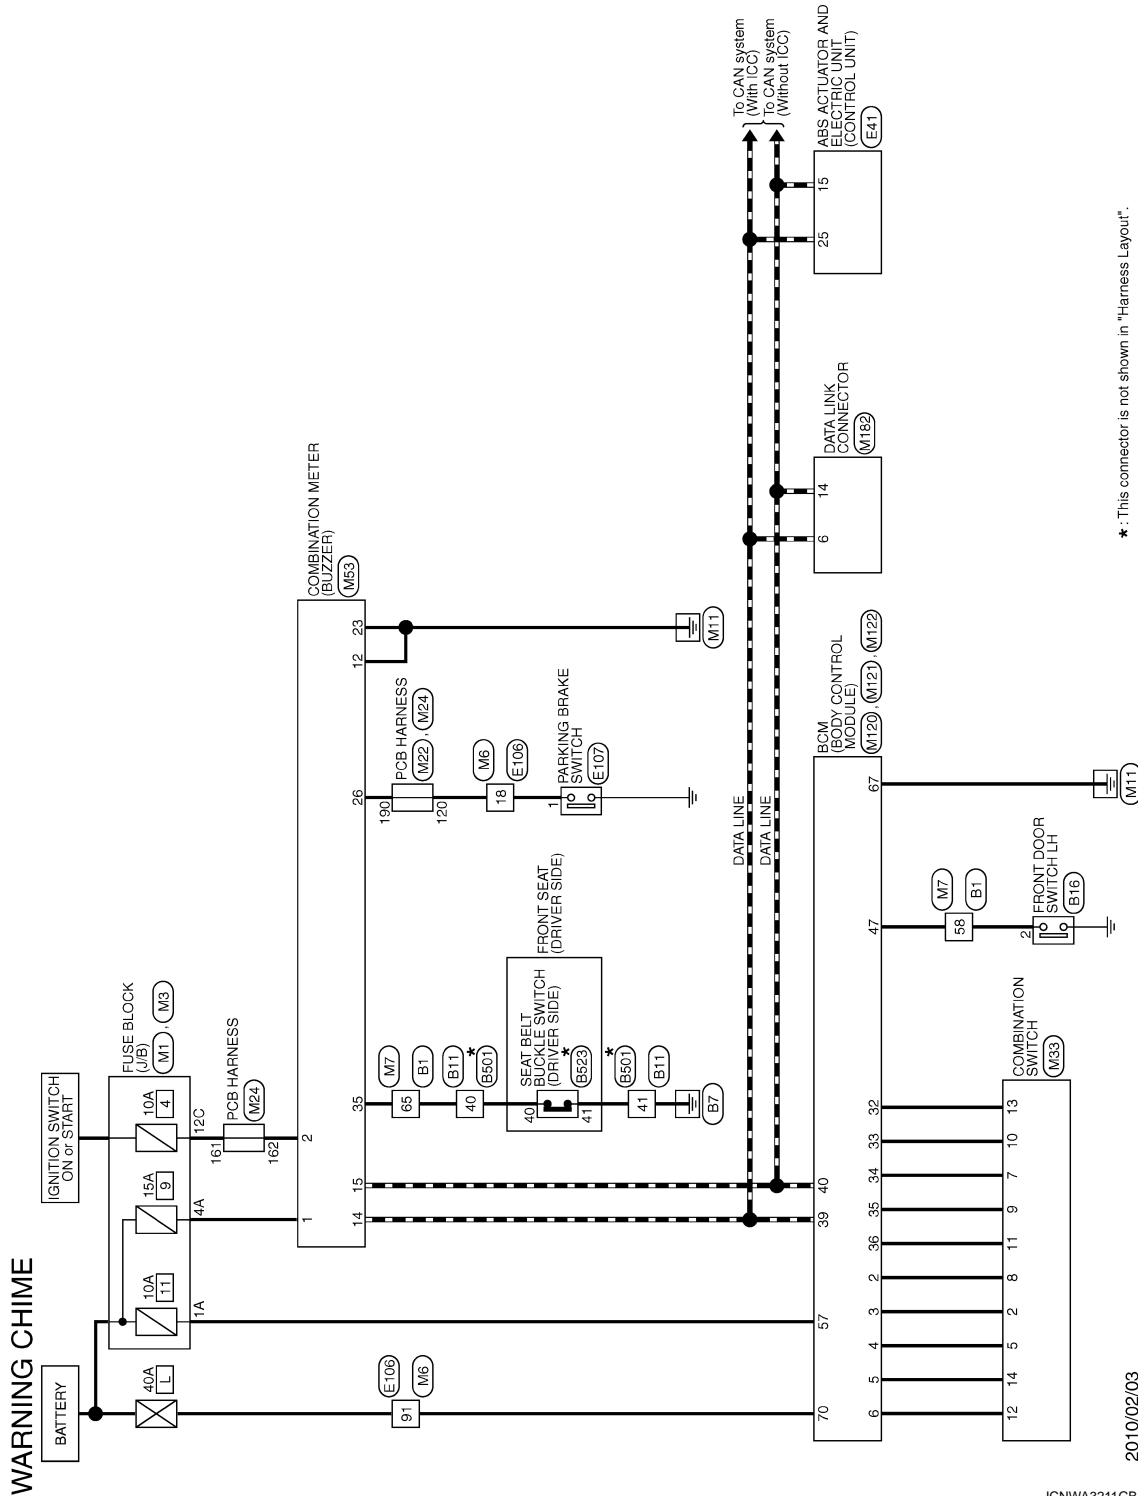 WARNING CHIME
BATTERY
IGNITION SWITCH
ON or START
40A
L
10A
11
15A
9
10A
4
FUSE BLOCK
(J/B)
M1 , M3
1A
4A
12C
161
162
PCB HARNESS
M24
E106
M6
91
1
2
COMBINATION METER
(BUZZER)
M53
14
15
35
26
12
23
M7
B1
65
B11
*
B501
40
FRONT SEAT
(DRIVER SIDE)
SEAT BELT
BUCKLE SWITCH
(DRIVER SIDE)
*
B523
40
41
*
B501
B11
41
B7
190
120
PCB HARNESS
M22 , M24
M6
E106
18
1
PARKING BRAKE
SWITCH
E107
M11
DATA LINE
DATA LINE
To CAN system
(With ICC)
To CAN system
(Without ICC)
70
57
39
40
BCM
(BODY CONTROL
MODULE)
M120 , M121 , M122
6
5
4
3
2
36
35
34
33
32
47
67
6
14
DATA LINK
CONNECTOR
M182
25
15
ABS ACTUATOR AND
ELECTRIC UNIT
(CONTROL UNIT)
E41
12
14
5
2
8
11
9
7
10
13
COMBINATION
SWITCH
M33
M7
B1
58
2
FRONT DOOR
SWITCH LH
B16
M11
* : This connector is not shown in "Harness Layout".
2010/02/03